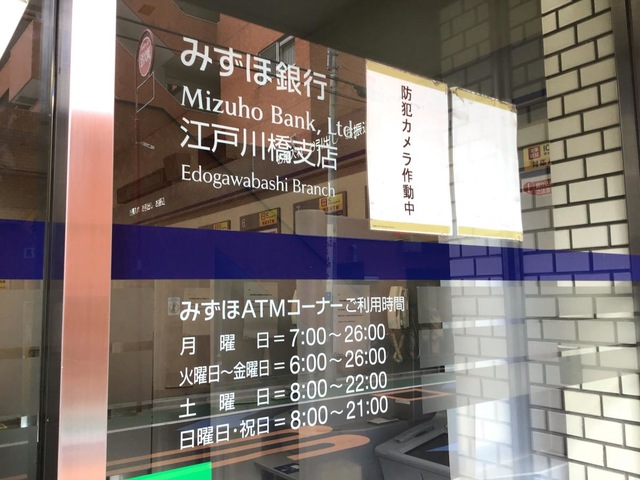 みずほ銀行
Mizuho Bank, Ltd.
江戸川橋支店
Edogawabashi Branch
防犯カメラ作動中
みずほATMコーナーご利用時間
月曜日=7:00～26:00
火曜日～金曜日=6:00～26:00
土曜日=8:00～22:00
日曜日・祝日=8:00～21:00